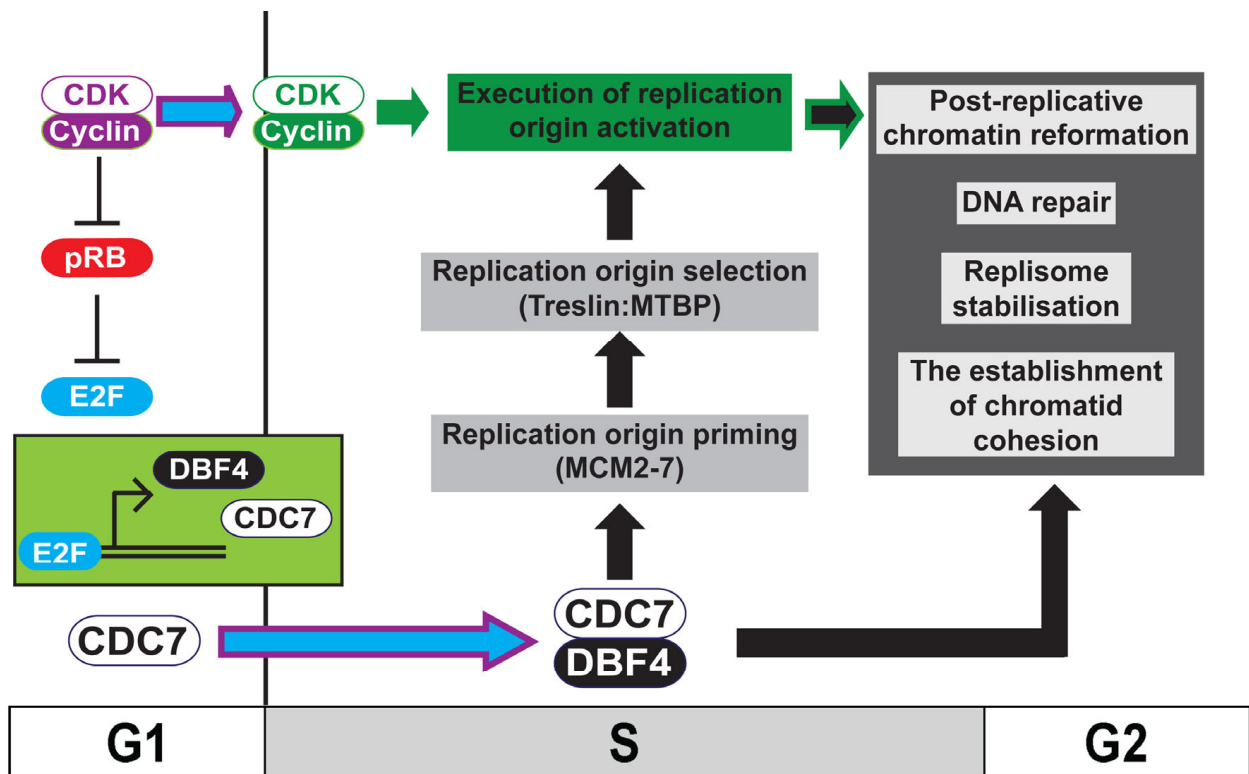 CDK
Cyclin
CDK
Cyclin
Execution of replication
origin activation
Post-replicative
chromatin reformation
DNA repair
Replisome
stabilisation
The establishment
of chromatid
cohesion
pRB
E2F
Replication origin selection
(Treslin:MTBP)
Replication origin priming
(MCM2-7)
DBF4
CDC7
E2F
CDC7
CDC7
DBF4
G1
S
G2